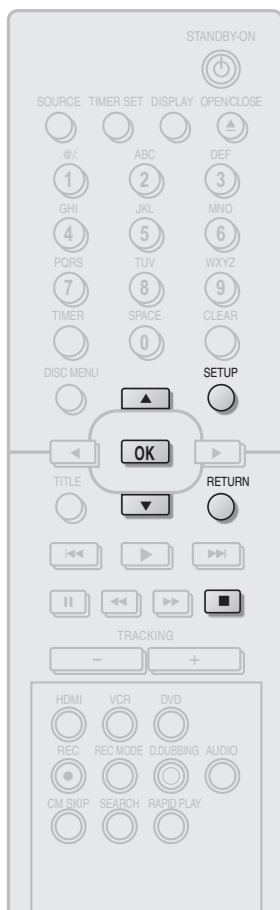 STANDBY-ON
SOURCE TIMER SET DISPLAY OPEN/CLOSE
.@/: ABC DEF
1 2 3
GHI JKL MNO
4 5 6
PQRS TUV WXYZ
7 8 9
TIMER SPACE CLEAR
0
DISC MENU SETUP
OK
TITLE RETURN
TRACKING
− +
HDMI VCR DVD
REC REC MODE D.DUBBING AUDIO
CM SKIP SEARCH RAPID PLAY